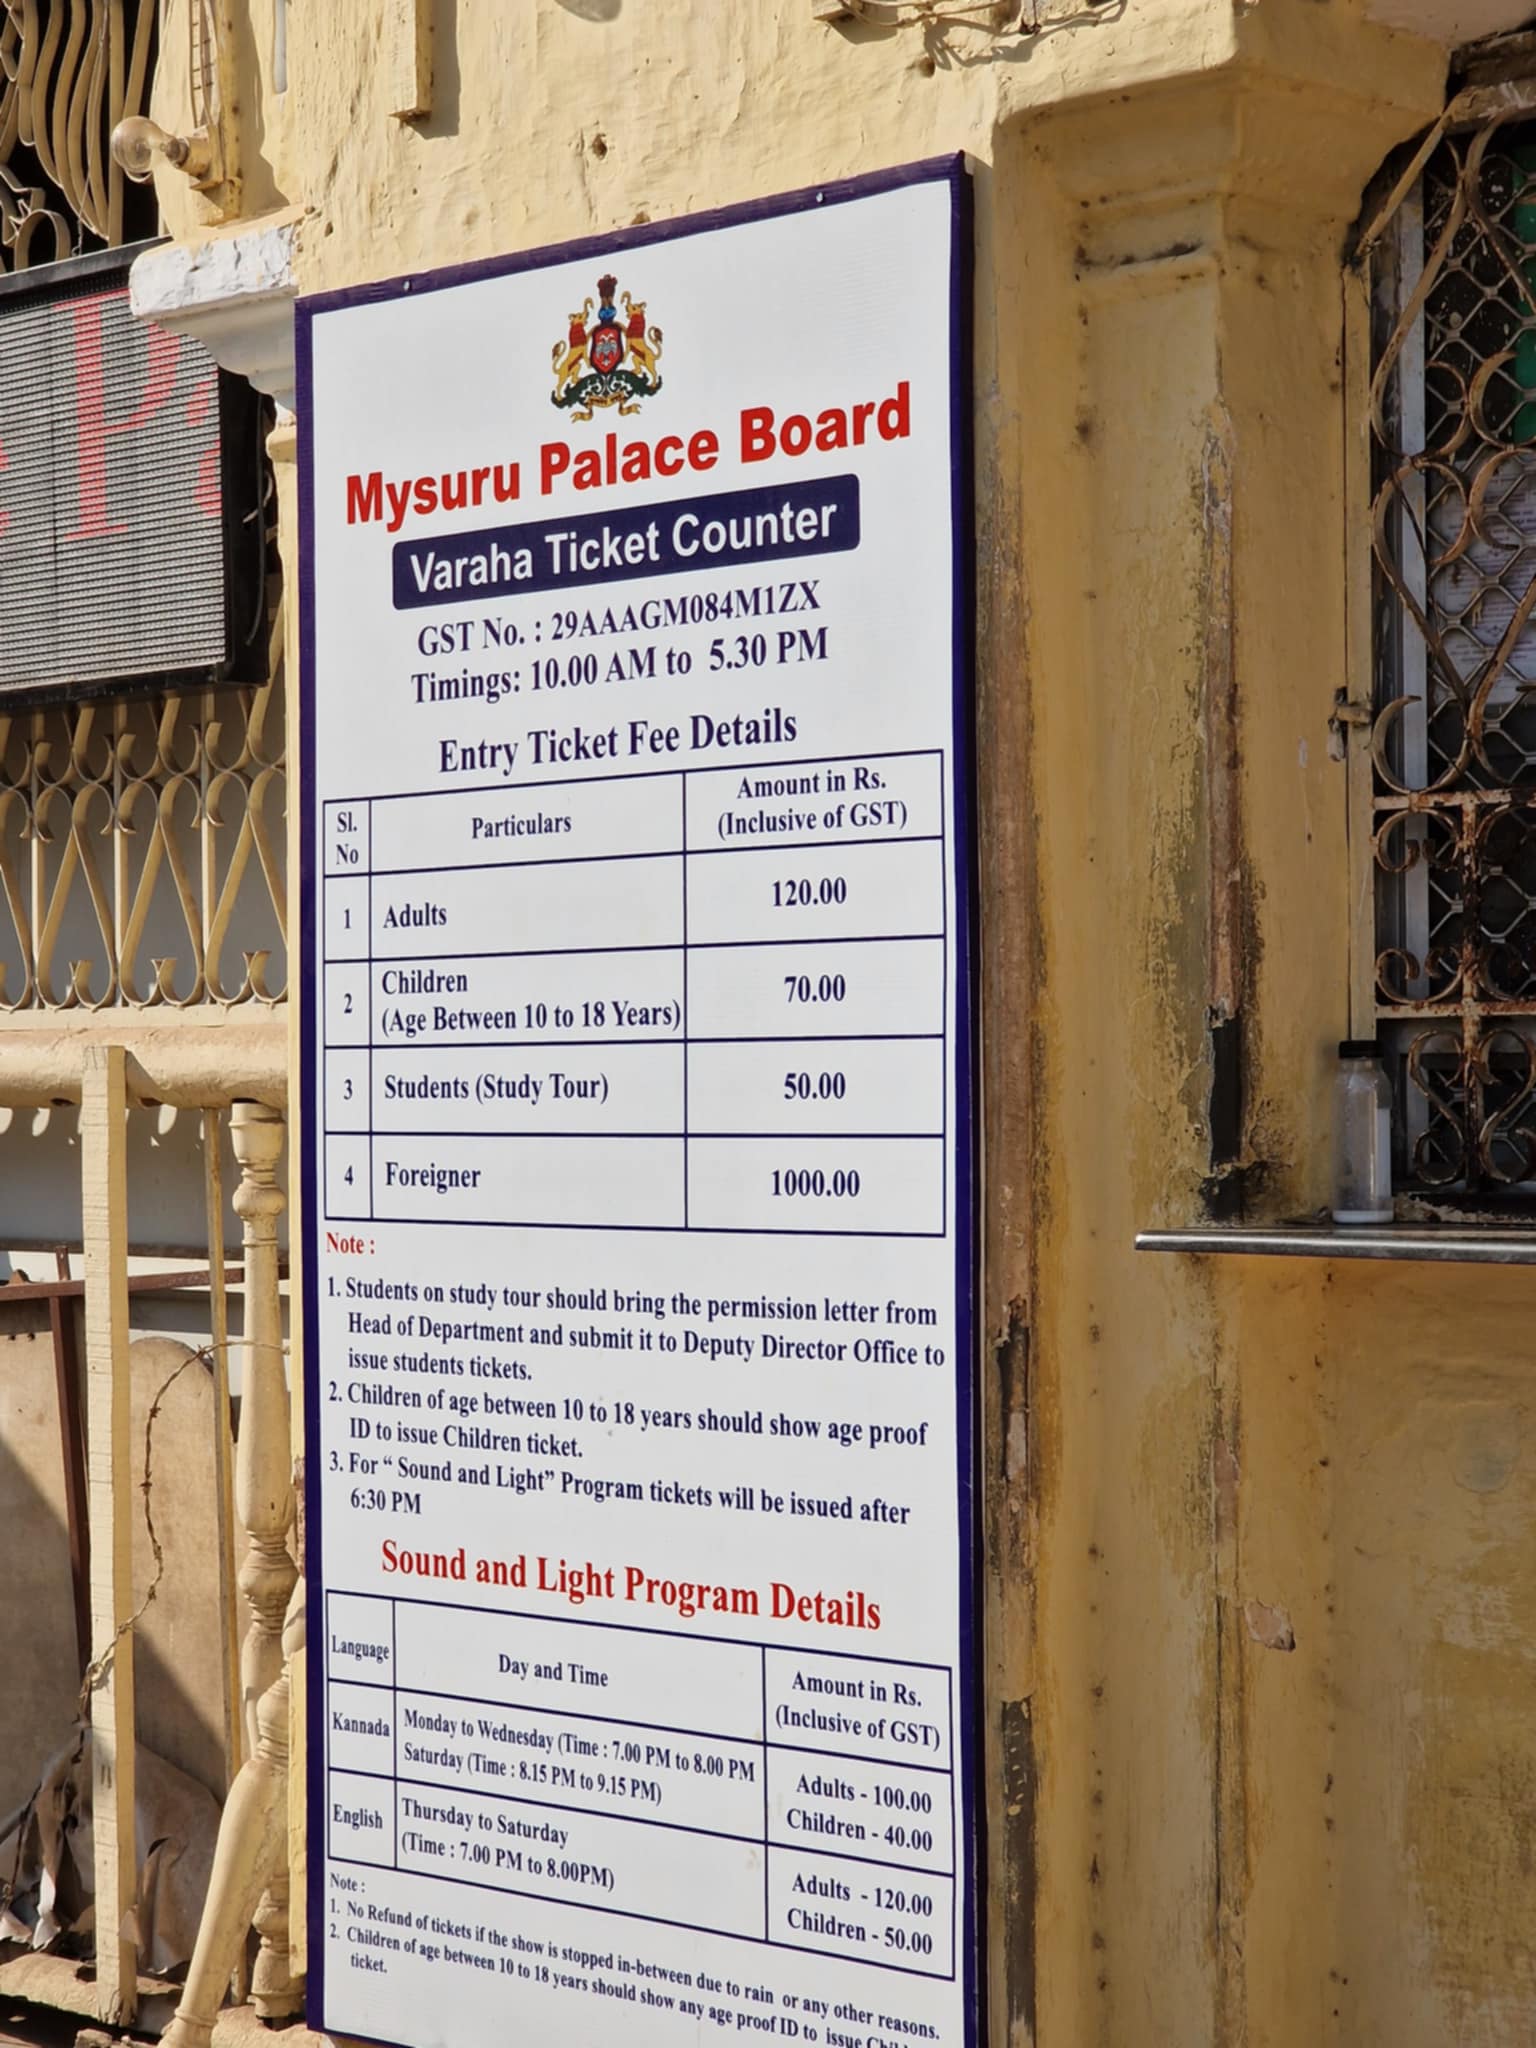 Mysuru Palace Board
Varaha Ticket Counter
GST No. : 29AAAGM084M1ZX
Timings: 10.00 AM to 5.30 PM
Entry Ticket Fee Details
Sl. No Particulars Amount in Rs. (Inclusive of GST)
1 Adults 120.00
2 Children (Age Between 10 to 18 Years) 70.00
3 Students (Study Tour) 50.00
4 Foreigner 1000.00
Note :
1. Students on study tour should bring the permission letter from
Head of Department and submit it to Deputy Director Office to
issue students tickets.
2. Children of age between 10 to 18 years should show age proof
ID to issue Children ticket.
3. For “ Sound and Light” Program tickets will be issued after
6:30 PM
Sound and Light Program Details
Language Day and Time Amount in Rs. (Inclusive of GST)
Kannada Monday to Wednesday (Time : 7.00 PM to 8.00 PM
Saturday (Time : 8.15 PM to 9.15 PM)
Adults - 100.00
Children - 40.00
English Thursday to Saturday
(Time : 7.00 PM to 8.00PM)
Adults - 120.00
Children - 50.00
Note :
1. No Refund of tickets if the show is stopped in-between due to rain or any other reasons.
2. Children of age between 10 to 18 years should show any age proof ID to issue
ticket.